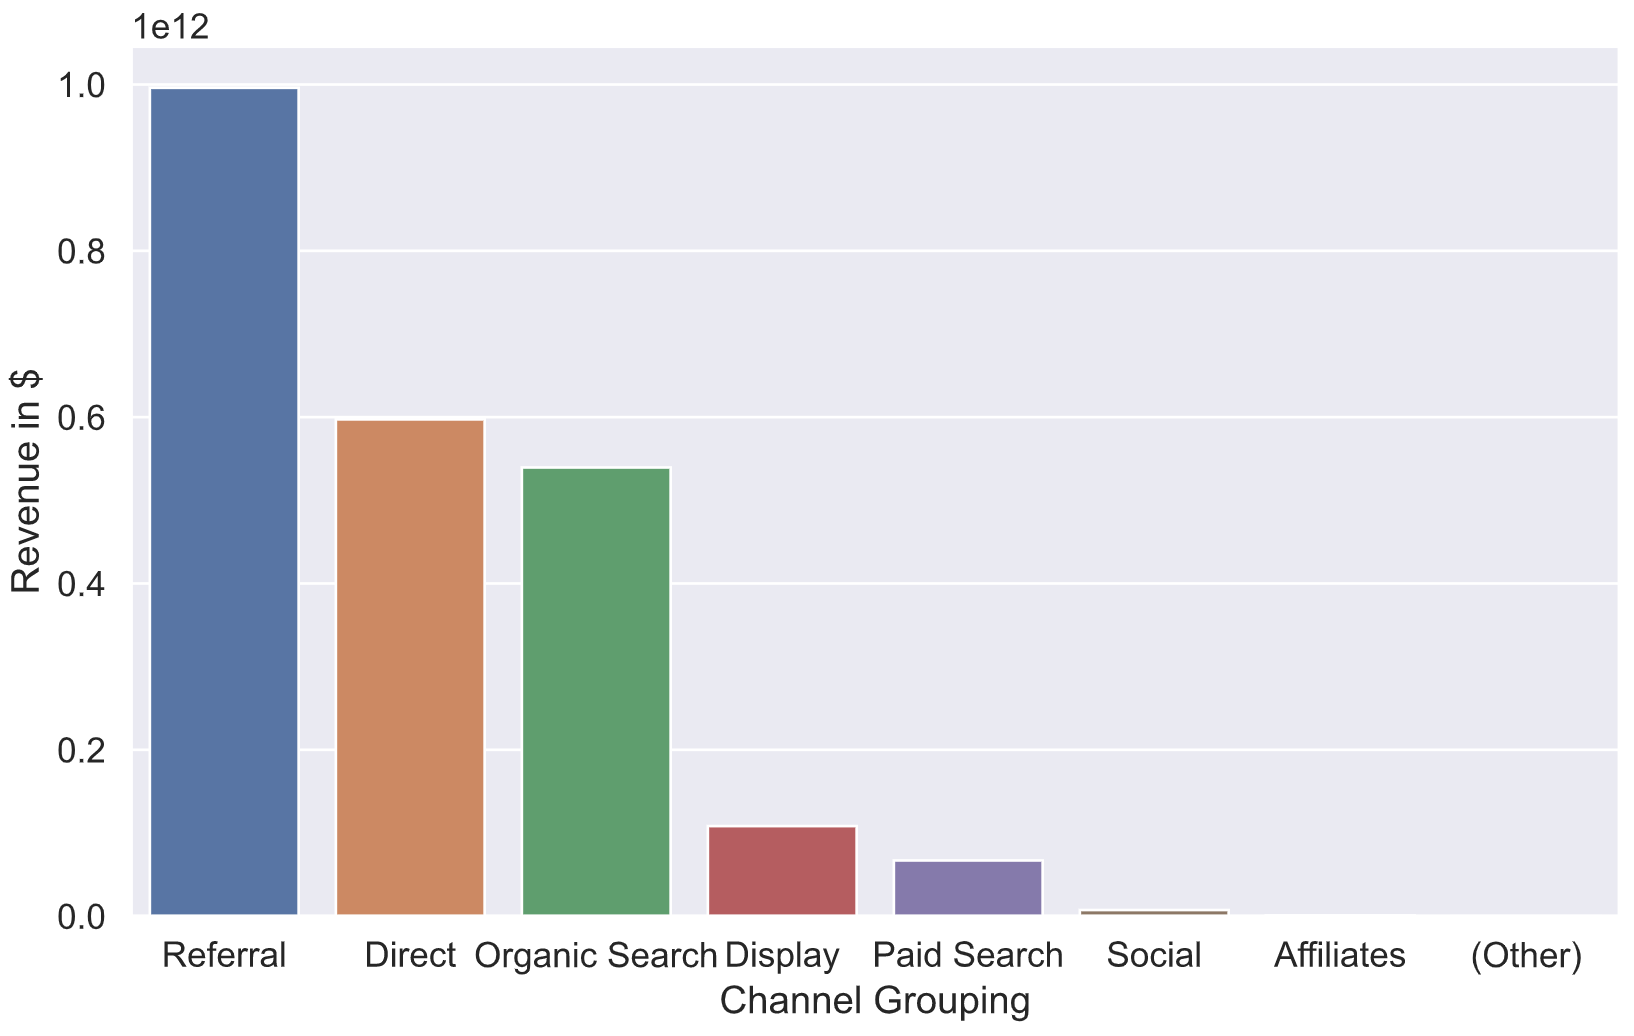 1e12
1.0
0.8
0.6
0.4
0.2
0.0
Revenue in $
Referral Direct Organic Search Display Paid Search Social Affiliates (Other)
Channel Grouping